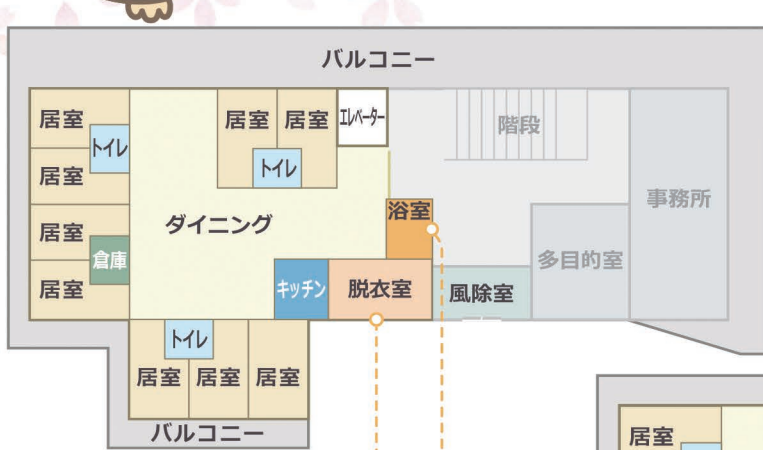 バルコニー
居室
居室
居室
エレベーター
階段
トイレ
トイレ
居室
事務所
浴室
居室
ダイニング
倉庫
多目的室
居室
キッチン
脱衣室
風除室
トイレ
居室
居室
居室
バルコニー
居室